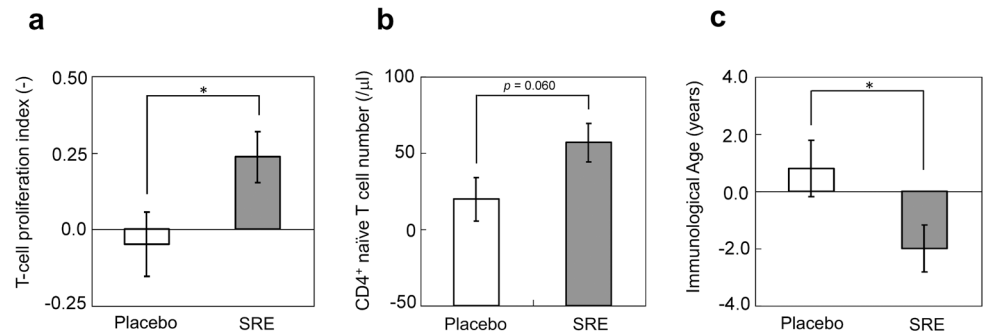 a
T-cell proliferation index (-)
0.50
0.25
0.0
-0.25
*
Placebo SRE
b
CD4+ naïve T cell number (/μl)
100
50
0
-50
p = 0.060
Placebo SRE
c
Immunological Age (years)
4.0
2.0
0.0
-2.0
-4.0
*
Placebo SRE